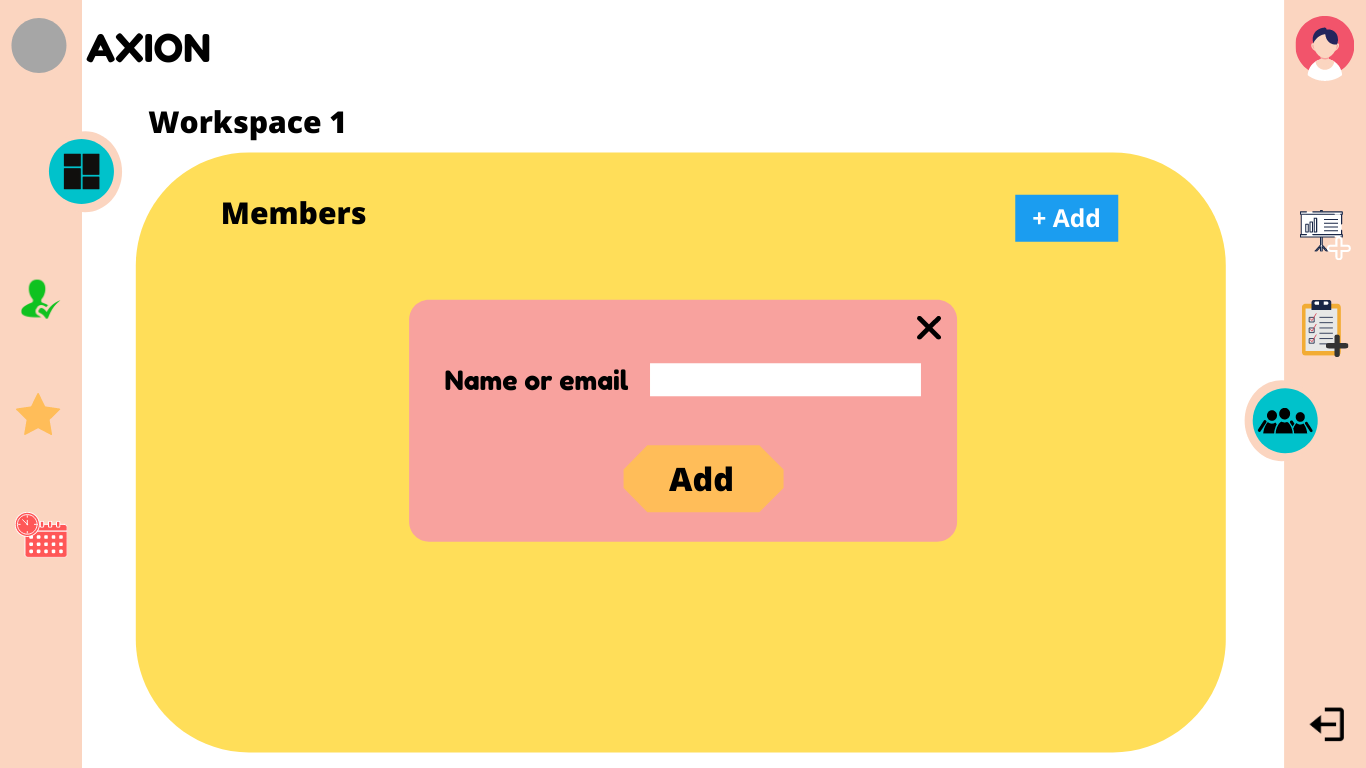 AXION
Workspace 1
Members
+ Add
Name or email
Add